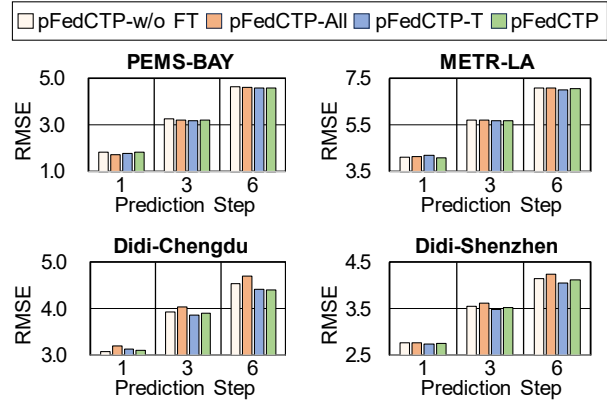 pFedCTP-w/o FT pFedCTP-All pFedCTP-T pFedCTP
PEMS-BAY
RMSE
5.0
3.0
1.0
1 3 6
Prediction Step
METR-LA
RMSE
7.5
5.5
3.5
1 3 6
Prediction Step
Didi-Chengdu
RMSE
5.0
4.0
3.0
1 3 6
Prediction Step
Didi-Shenzhen
RMSE
4.5
3.5
2.5
1 3 6
Prediction Step